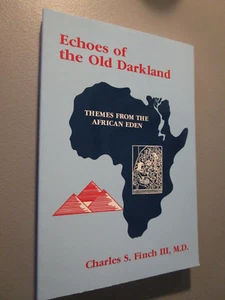 Echoes of
the Old Darkland
THEMES FROM THE
AFRICAN EDEN
Charles S. Finch III, M.D.